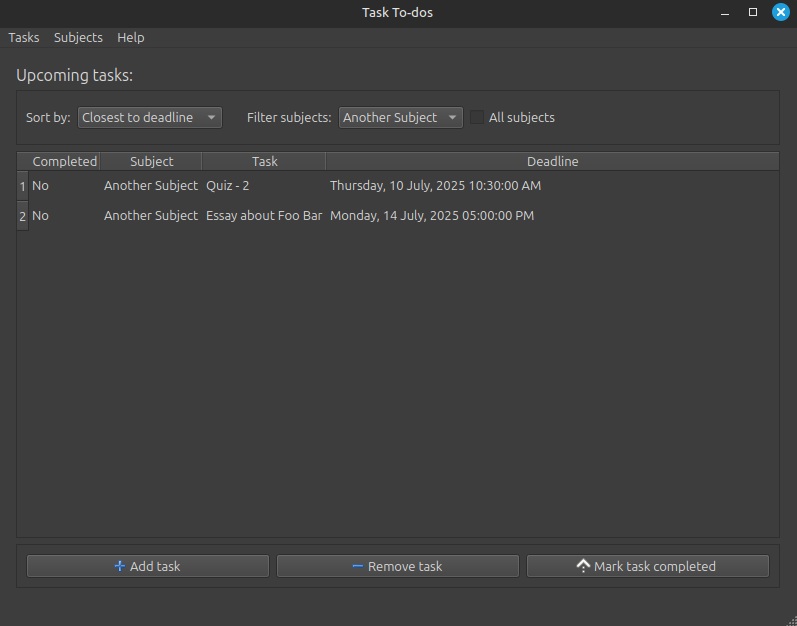 Task To-dos
Tasks Subjects Help
Upcoming tasks:
Sort by: Closest to deadline Filter subjects: Another Subject All subjects
Completed Subject Task Deadline
1 No Another Subject Quiz - 2 Thursday, 10 July, 2025 10:30:00 AM
2 No Another Subject Essay about Foo Bar Monday, 14 July, 2025 05:00:00 PM
Add task Remove task Mark task completed